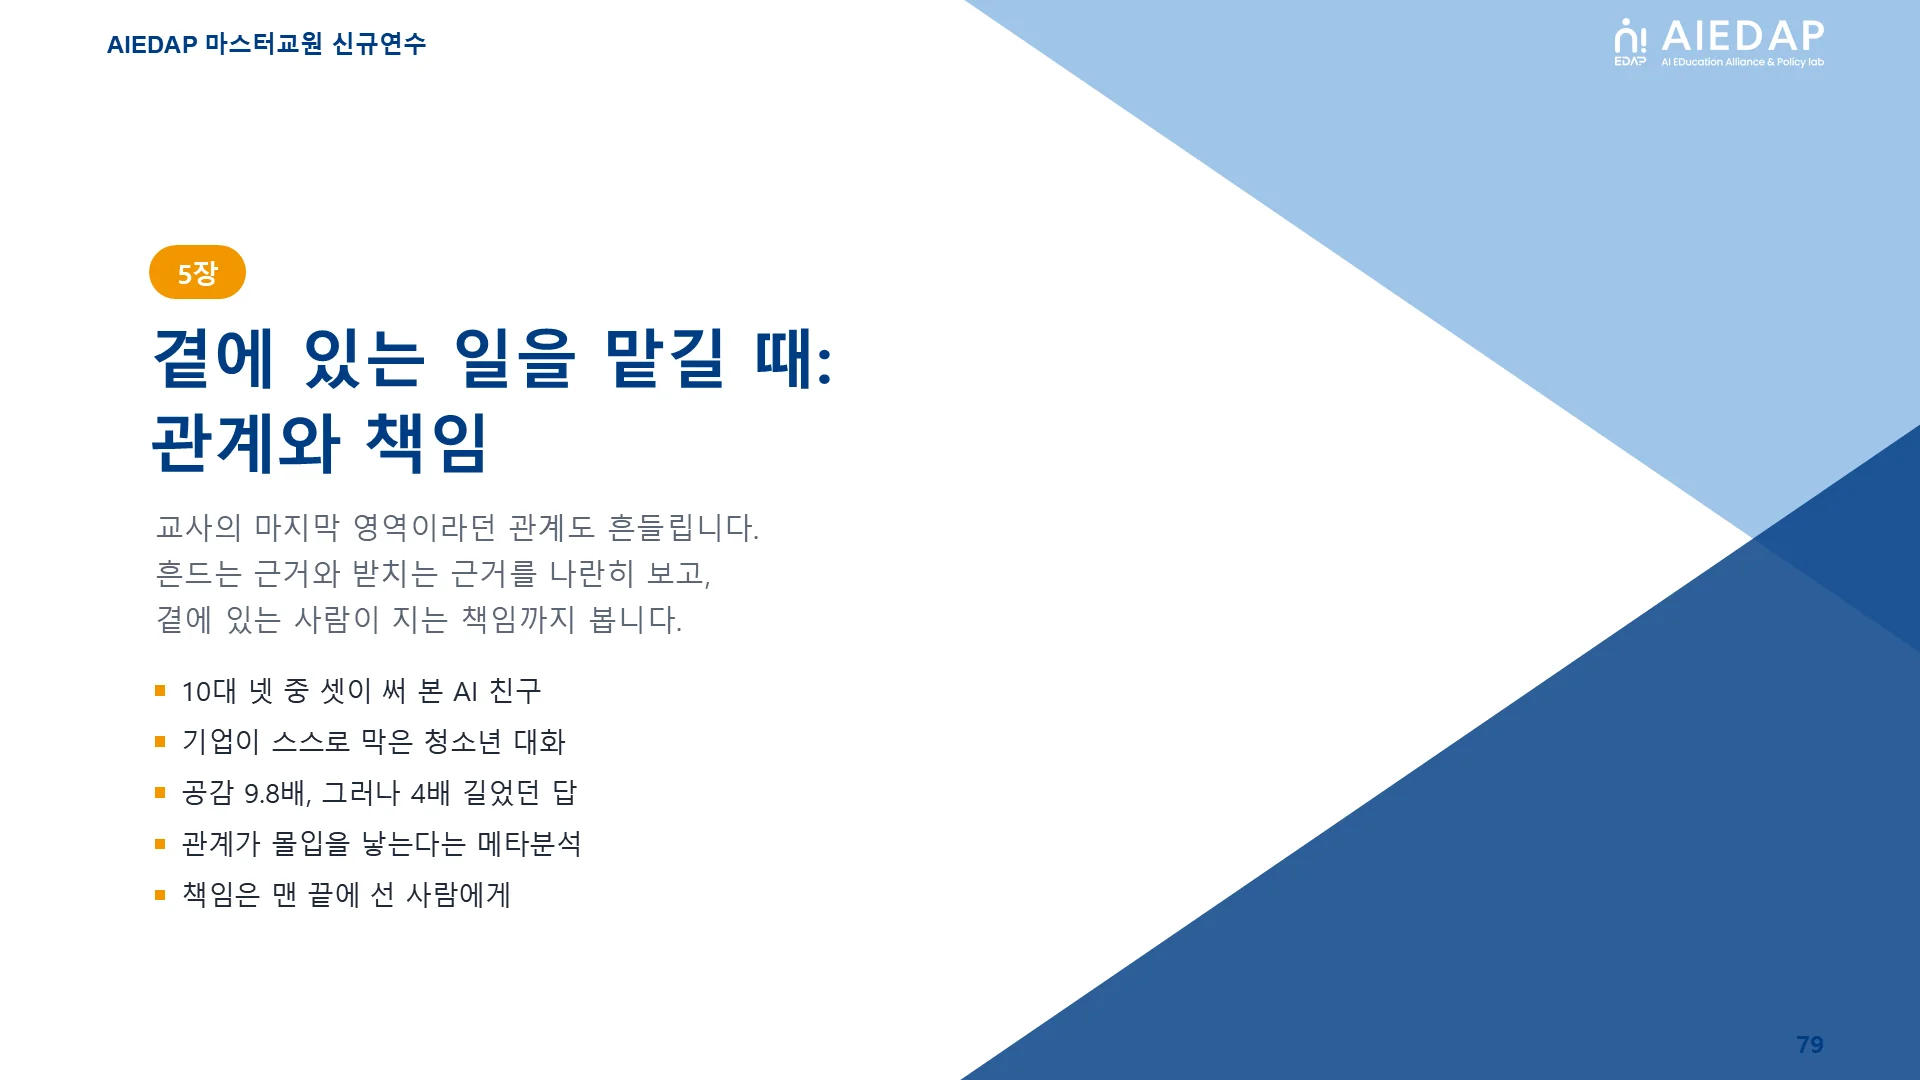 AIEDAP 마스터교원 신규연수
AIEDAP
EDAP
AI EDucation Alliance & Policy lab
5장
곁에 있는 일을 맡길 때:
관계와 책임
교사의 마지막 영역이라던 관계도 흔들립니다.
흔드는 근거와 받치는 근거를 나란히 보고,
곁에 있는 사람이 지는 책임까지 봅니다.
10대 넷 중 셋이 써 본 AI 친구
기업이 스스로 막은 청소년 대화
공감 9.8배, 그러나 4배 길었던 답
관계가 몰입을 낳는다는 메타분석
책임은 맨 끝에 선 사람에게
79